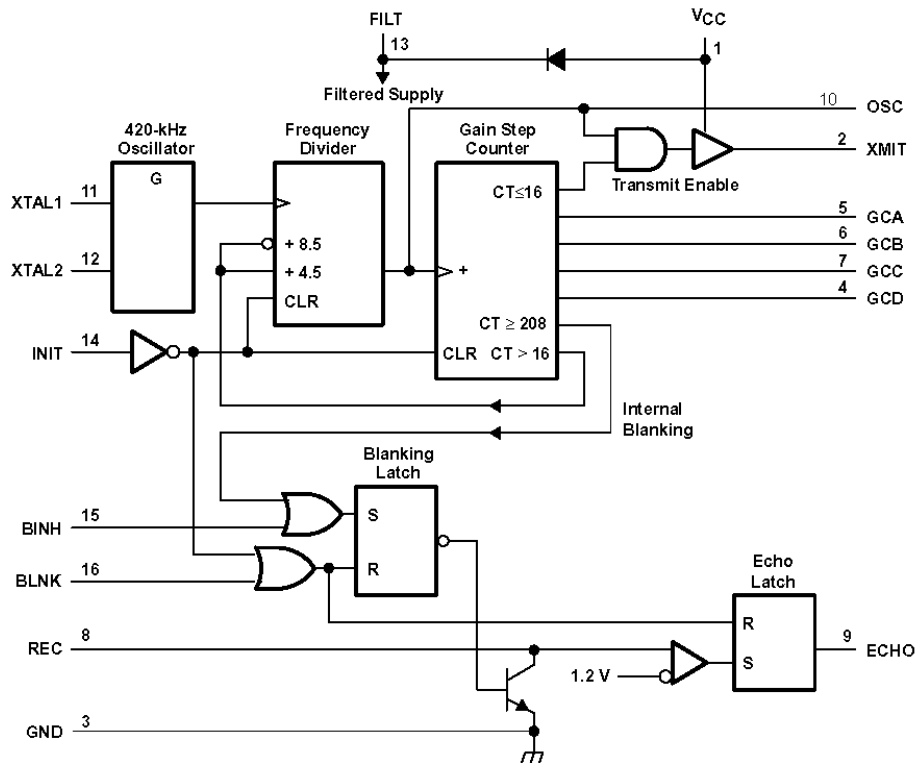 FILT
VCC
13
1
Filtered Supply
10
OSC
420-kHz
Oscillator
Frequency
Divider
Gain Step
Counter
2
XMIT
G
Transmit Enable
XTAL1
11
CT≤16
5
GCA
6
GCB
+ 8.5
XTAL2
12
+ 4.5
+
7
GCC
4
GCD
CLR
CT ≥ 208
INIT
14
CLR
CT > 16
Internal
Blanking
Blanking
Latch
S
BINH
15
BLNK
16
R
Echo
Latch
R
REC
8
9
ECHO
S
1.2 V
GND
3